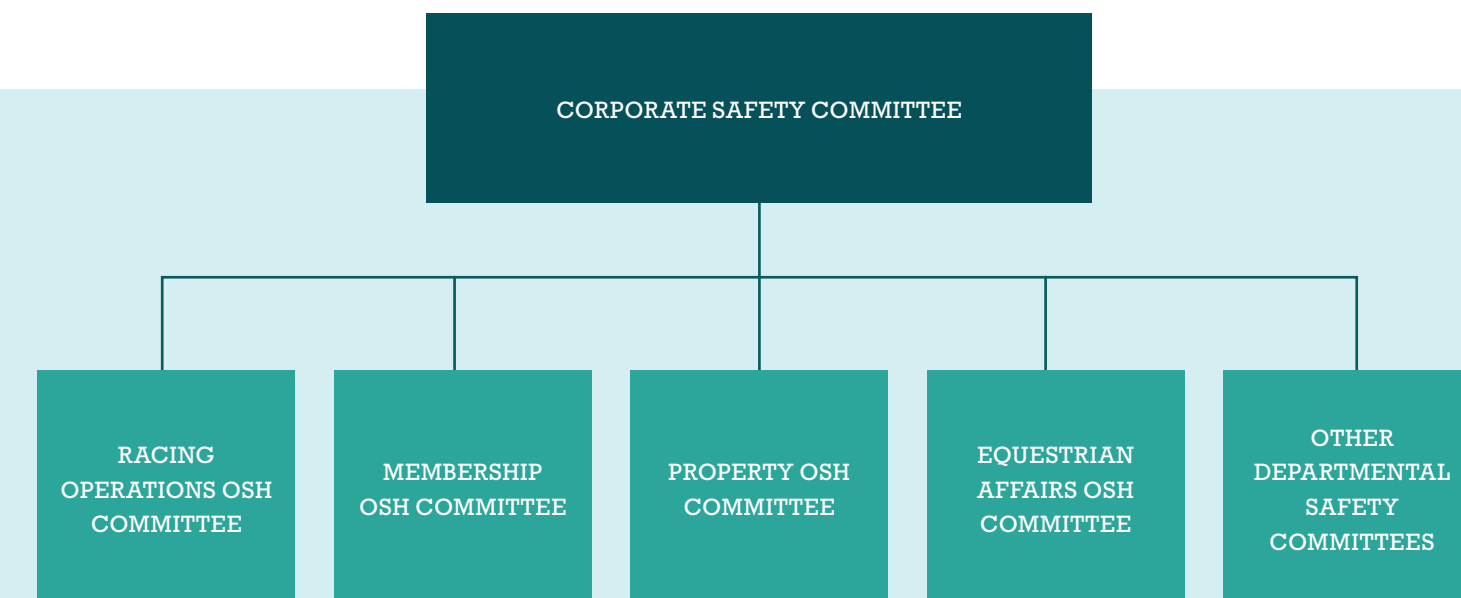 CORPORATE SAFETY COMMITTEE
RACING
OPERATIONS OSH
COMMITTEE
MEMBERSHIP
OSH COMMITTEE
PROPERTY OSH
COMMITTEE
EQUESTRIAN
AFFAIRS OSH
COMMITTEE
OTHER
DEPARTMENTAL
SAFETY
COMMITTEES